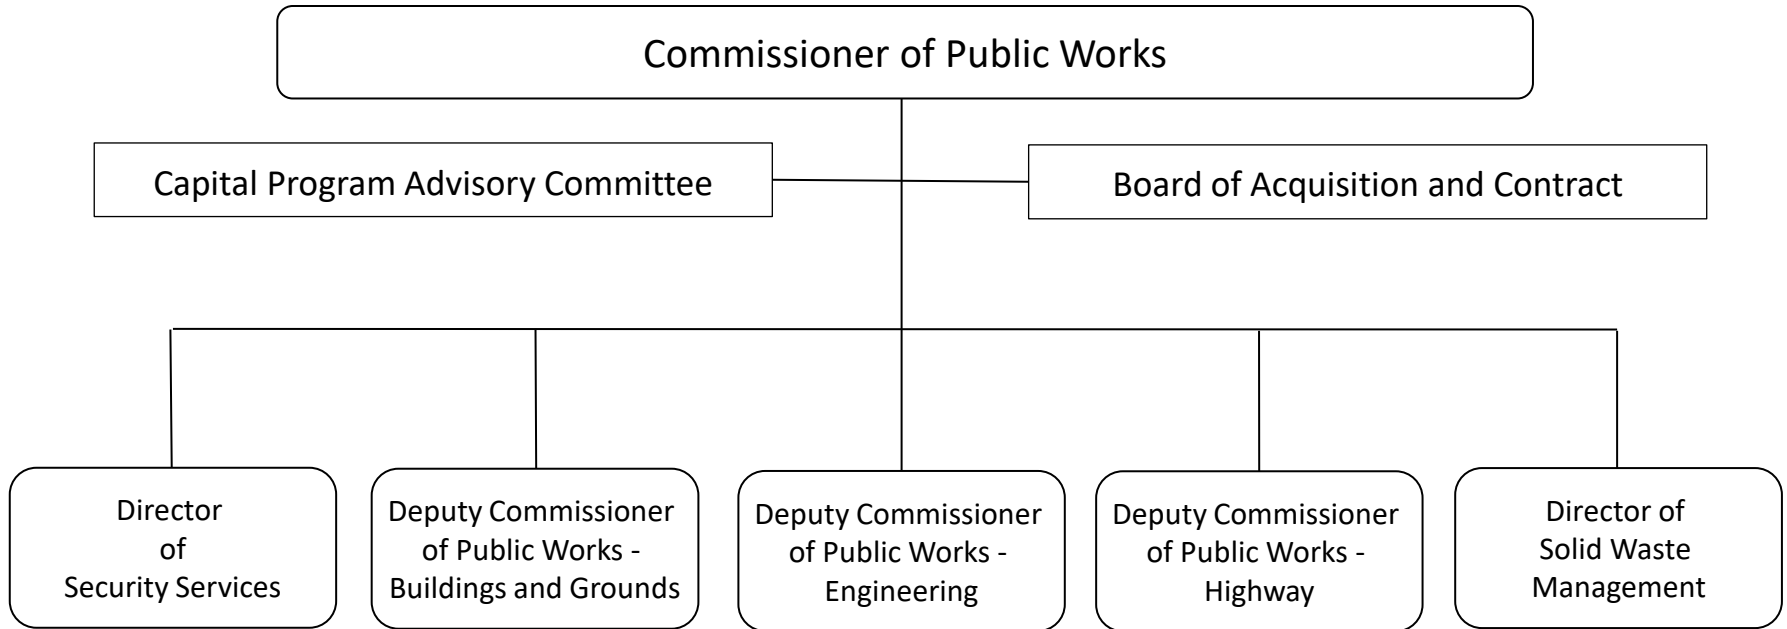 Commissioner of Public Works
Capital Program Advisory Committee
Board of Acquisition and Contract
Director
of
Security Services
Deputy Commissioner
of Public Works -
Buildings and Grounds
Deputy Commissioner
of Public Works -
Engineering
Deputy Commissioner
of Public Works -
Highway
Director of
Solid Waste
Management